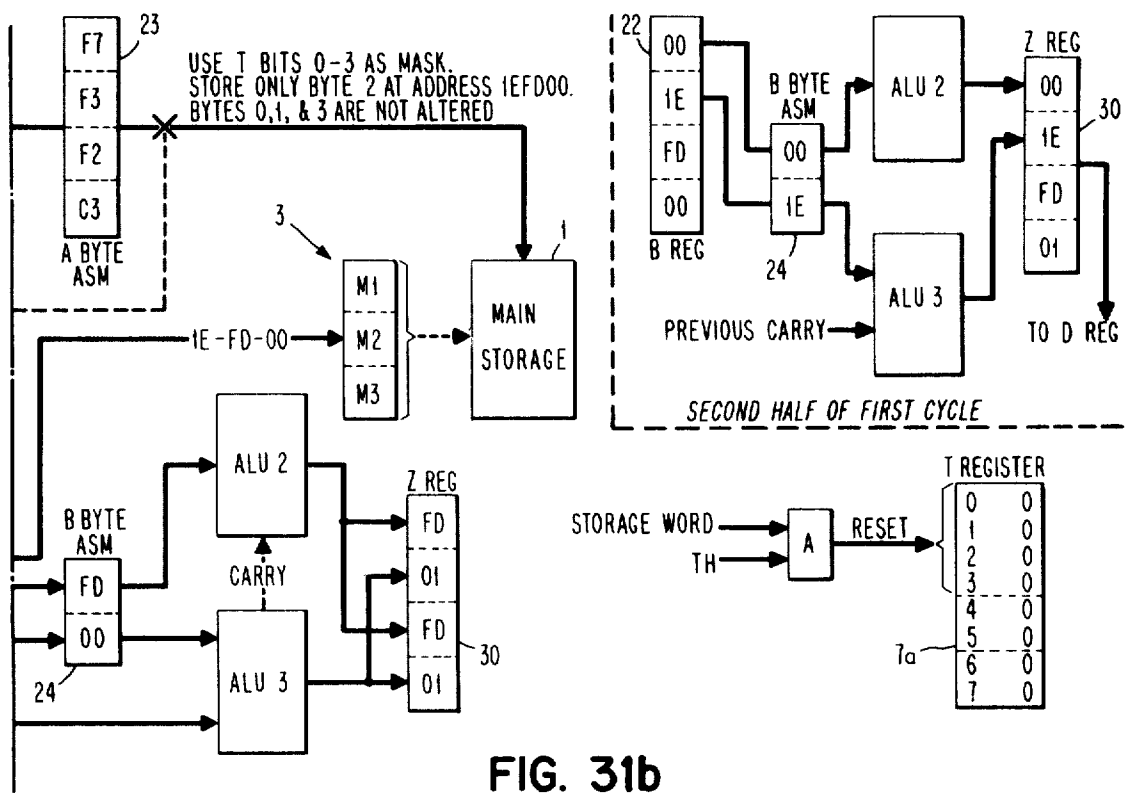 23
F7
F3
F2
C3
A BYTE
ASM
USE T BITS 0-3 AS MASK.
STORE ONLY BYTE 2 AT ADDRESS 1EFD00.
BYTES 0,1, & 3 ARE NOT ALTERED
3
M1
M2
M3
1E-FD-00
1
MAIN
STORAGE
22
00
1E
FD
00
B REG
B BYTE
ASM
00
1E
24
ALU 2
ALU 3
PREVIOUS CARRY
Z REG
00
1E
FD
01
30
TO D REG
SECOND HALF OF FIRST CYCLE
B BYTE
ASM
FD
00
24
ALU 2
CARRY
ALU 3
Z REG
FD
01
FD
01
30
STORAGE WORD
TH
A
RESET
T REGISTER
0 0
1 0
2 0
3 0
4 0
5 0
6 0
7 0
7a
FIG. 31b